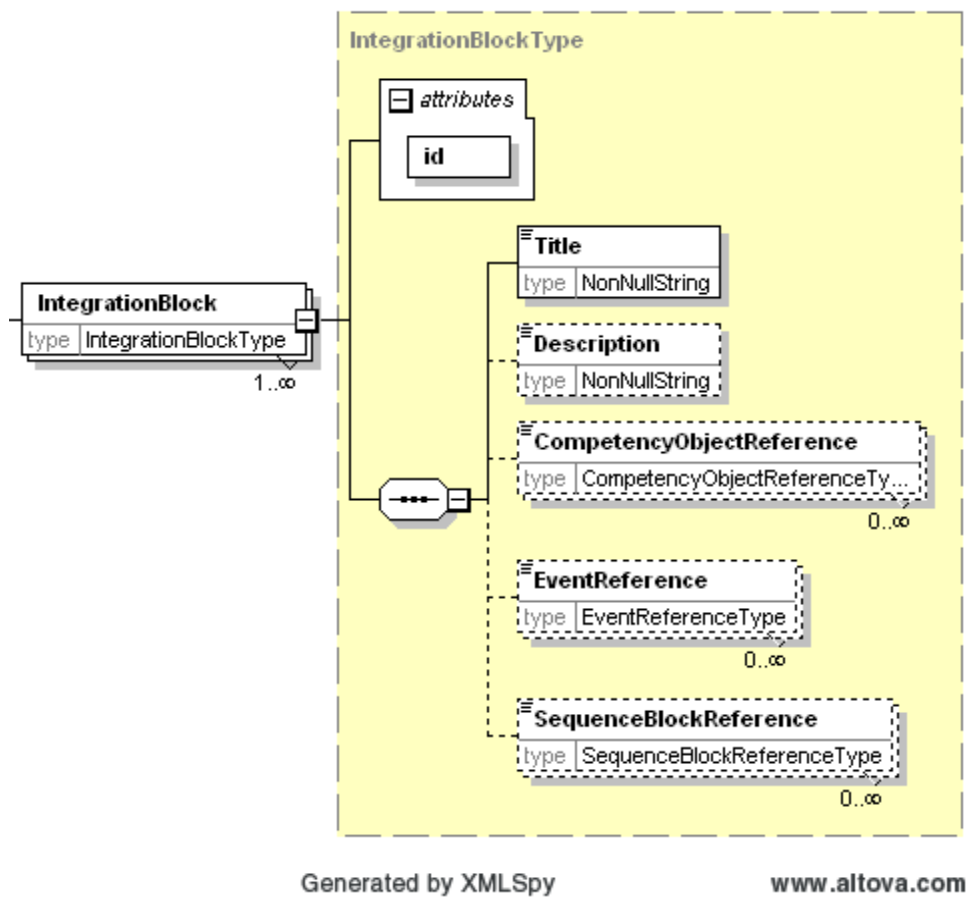 IntegrationBlockType
attributes
id
Title
type NonNullString
IntegrationBlock
type IntegrationBlockType
1..∞
Description
type NonNullString
CompetencyObjectReference
type CompetencyObjectReferenceTy...
0..∞
EventReference
type EventReferenceType
0..∞
SequenceBlockReference
type SequenceBlockReferenceType
0..∞
Generated by XMLSpy www.altova.com